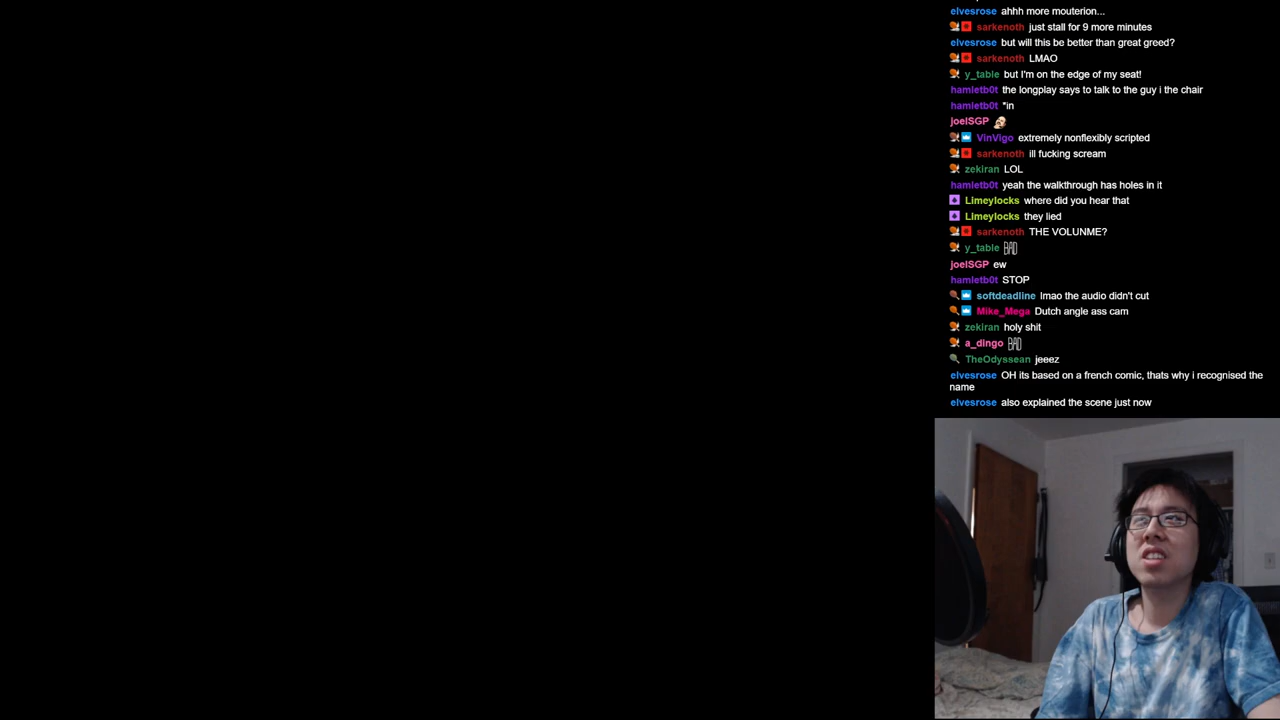 elvesrose ahhh more mouterion...
sarkenoth just stall for 9 more minutes
elvesrose but will this be better than great greed?
sarkenoth LMAO
y_table but I'm on the edge of my seat!
hamletb0t the longplay says to talk to the guy i the chair
hamletb0t *in
joelSGP
VinVigo extremely nonflexibly scripted
sarkenoth ill fucking scream
zekiran LOL
hamletb0t yeah the walkthrough has holes in it
Limeylocks where did you hear that
Limeylocks they lied
sarkenoth THE VOLUNME?
y_table BAD
joelSGP ew
hamletb0t STOP
softdeadline lmao the audio didn't cut
Mike_Mega Dutch angle ass cam
zekiran holy shit
a_dingo BAD
TheOdyssean jeeez
elvesrose OH its based on a french comic, thats why i recognised the
name
elvesrose also explained the scene just now